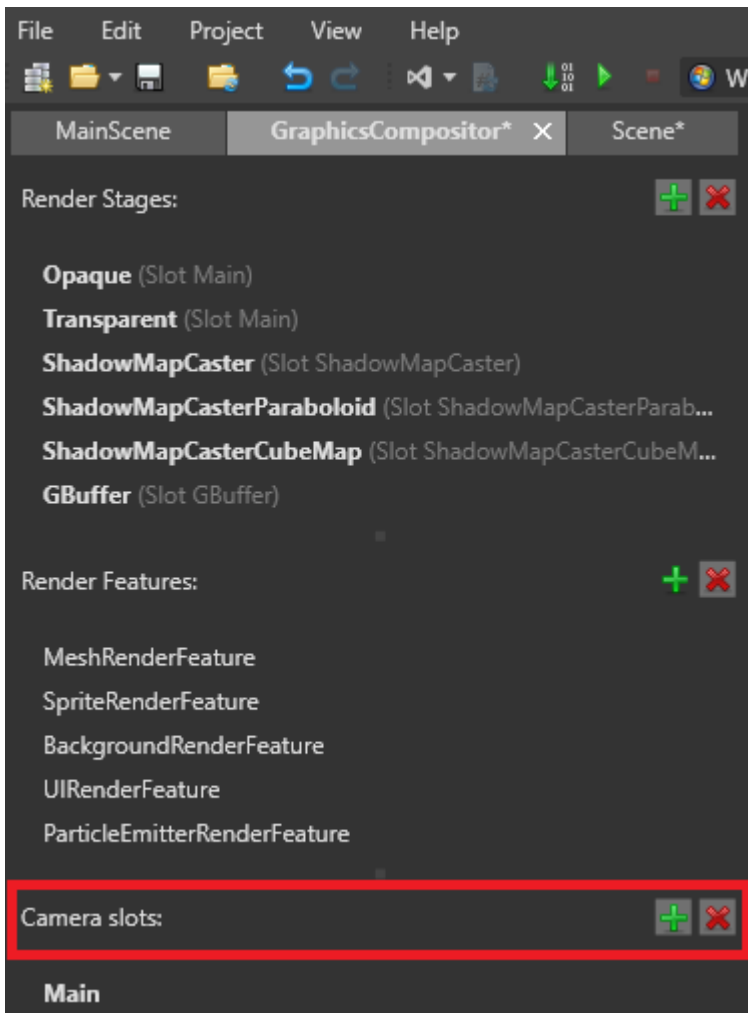 File Edit Project View Help
W
MainScene GraphicsCompositor* Scene*
Render Stages:
Opaque (Slot Main)
Transparent (Slot Main)
ShadowMapCaster (Slot ShadowMapCaster)
ShadowMapCasterParaboloid (Slot ShadowMapCasterParab...
ShadowMapCasterCubeMap (Slot ShadowMapCasterCubeM...
GBuffer (Slot GBuffer)
Render Features:
MeshRenderFeature
SpriteRenderFeature
BackgroundRenderFeature
UIRenderFeature
ParticleEmitterRenderFeature
Camera slots:
Main